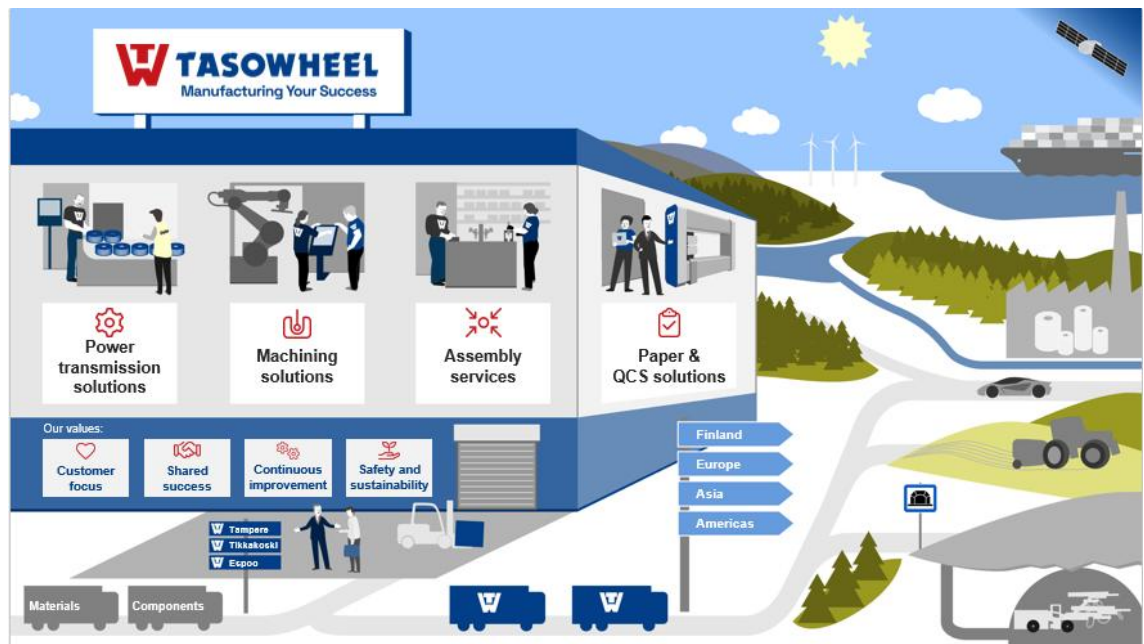 TASOWHEEL
Manufacturing Your Success
Power
transmission
solutions
Machining
solutions
Assembly
services
Paper &
QCS solutions
Our values:
Customer
focus
Shared
success
Continuous
improvement
Safety and
sustainability
Finland
Europe
Asia
Americas
Tampere
Tikkakoski
Espoo
Materials
Components